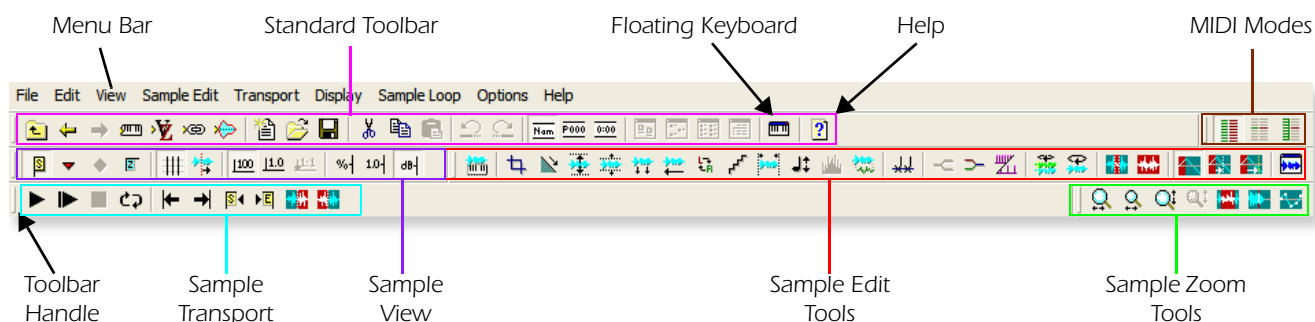 Menu Bar Standard Toolbar Floating Keyboard Help MIDI Modes
File Edit View Sample Edit Transport Display Sample Loop Options Help
Nam P000 0:00 ?
S Z 100 1.0 1:1 %- 1.0- dB-
S E
Toolbar Handle
Sample Transport
Sample View
Sample Edit Tools
Sample Zoom Tools